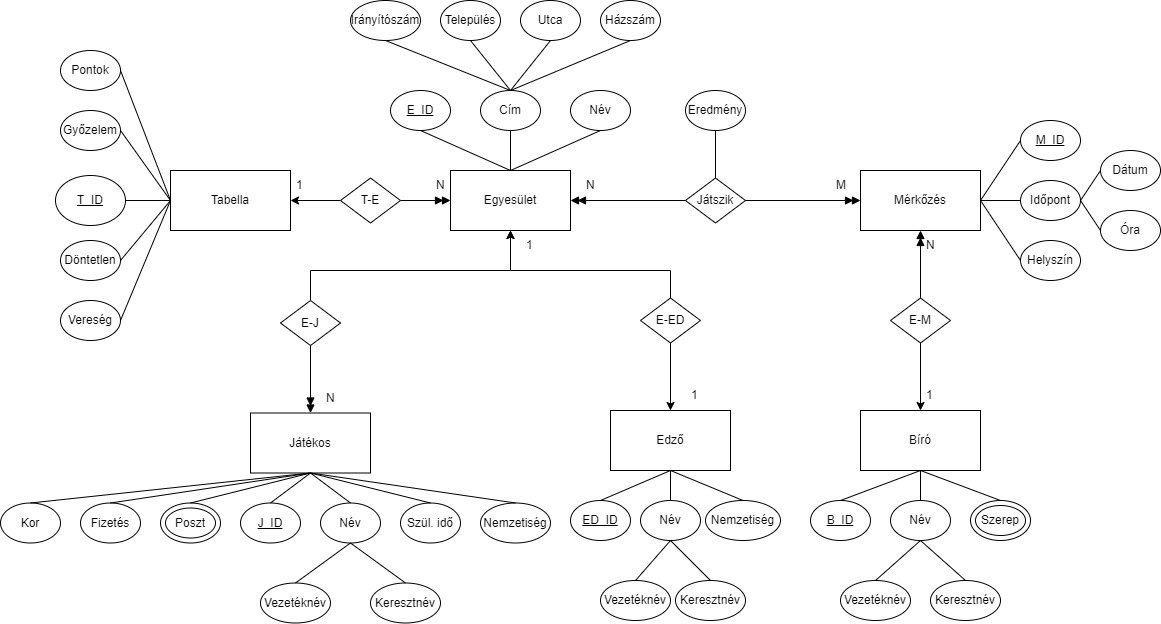 Irányítószám
Település
Utca
Házszám
Pontok
Győzelem
T_ID
Döntetlen
Vereség
E_ID
Cím
Név
Eredmény
M_ID
Időpont
Helyszín
Dátum
Óra
Tabella
1
T-E
N
Egyesület
N
Játszik
M
Mérkőzés
1
N
E-J
E-ED
E-M
N
1
1
Játékos
Edző
Bíró
Kor
Fizetés
Poszt
J_ID
Név
Szül. idő
Nemzetiség
ED_ID
Név
Nemzetiség
B_ID
Név
Szerep
Vezetéknév
Keresztnév
Vezetéknév
Keresztnév
Vezetéknév
Keresztnév